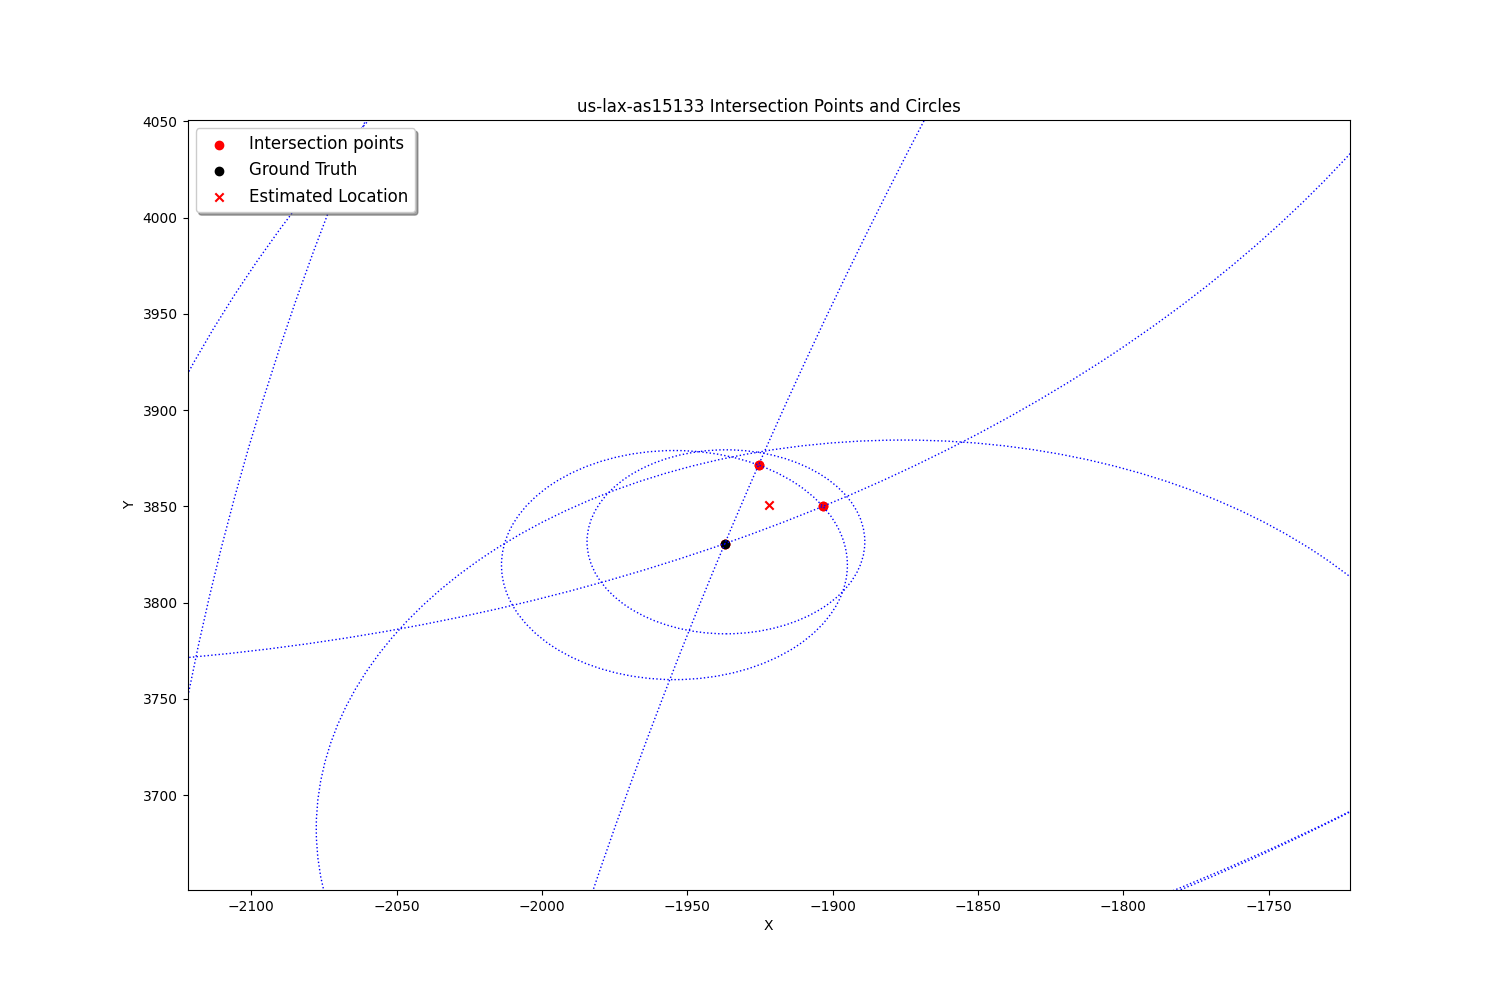 us-lax-as15133 Intersection Points and Circles
4050
4000
3950
3900
3850
3800
3750
3700
Y
Intersection points
Ground Truth
Estimated Location
−2100 −2050 −2000 −1950 −1900 −1850 −1800 −1750
X